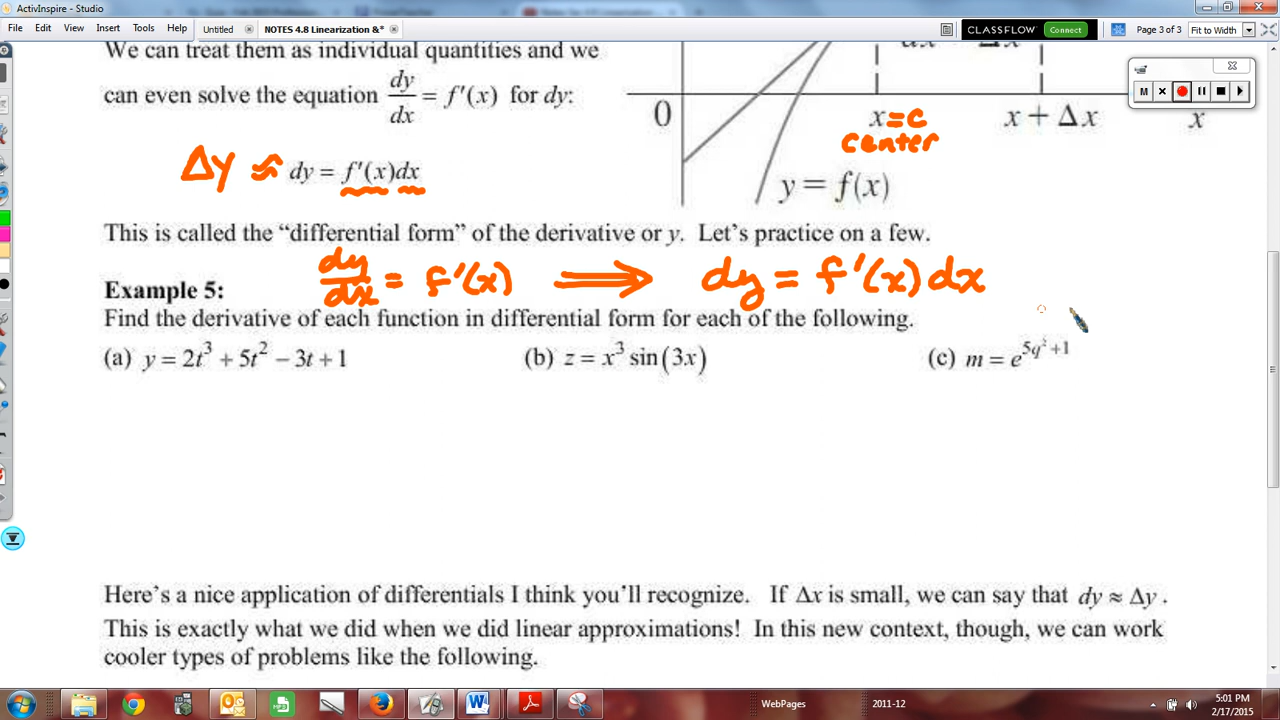 ActivInspire - Studio
File Edit View Insert Tools Help Untitled NOTES 4.8 Linearization &* CLASSFLOW Connect Page 3 of 3 Fit to Width
We can treat them as individual quantities and we
can even solve the equation dy/dx = f'(x) for dy:
0 x = c x + Δx x
center
Δy ≈ dy = f'(x)dx
y = f(x)
This is called the “differential form” of the derivative or y. Let’s practice on a few.
dy/dx = f'(x) ⟹ dy = f'(x)dx
Example 5:
Find the derivative of each function in differential form for each of the following.
(a) y = 2t³ + 5t² − 3t + 1 (b) z = x³ sin(3x) (c) m = e^(5q²+1)
Here’s a nice application of differentials I think you’ll recognize. If Δx is small, we can say that dy ≈ Δy.
This is exactly what we did when we did linear approximations! In this new context, though, we can work
cooler types of problems like the following.
WebPages 2011-12 5:01 PM
2/17/2015